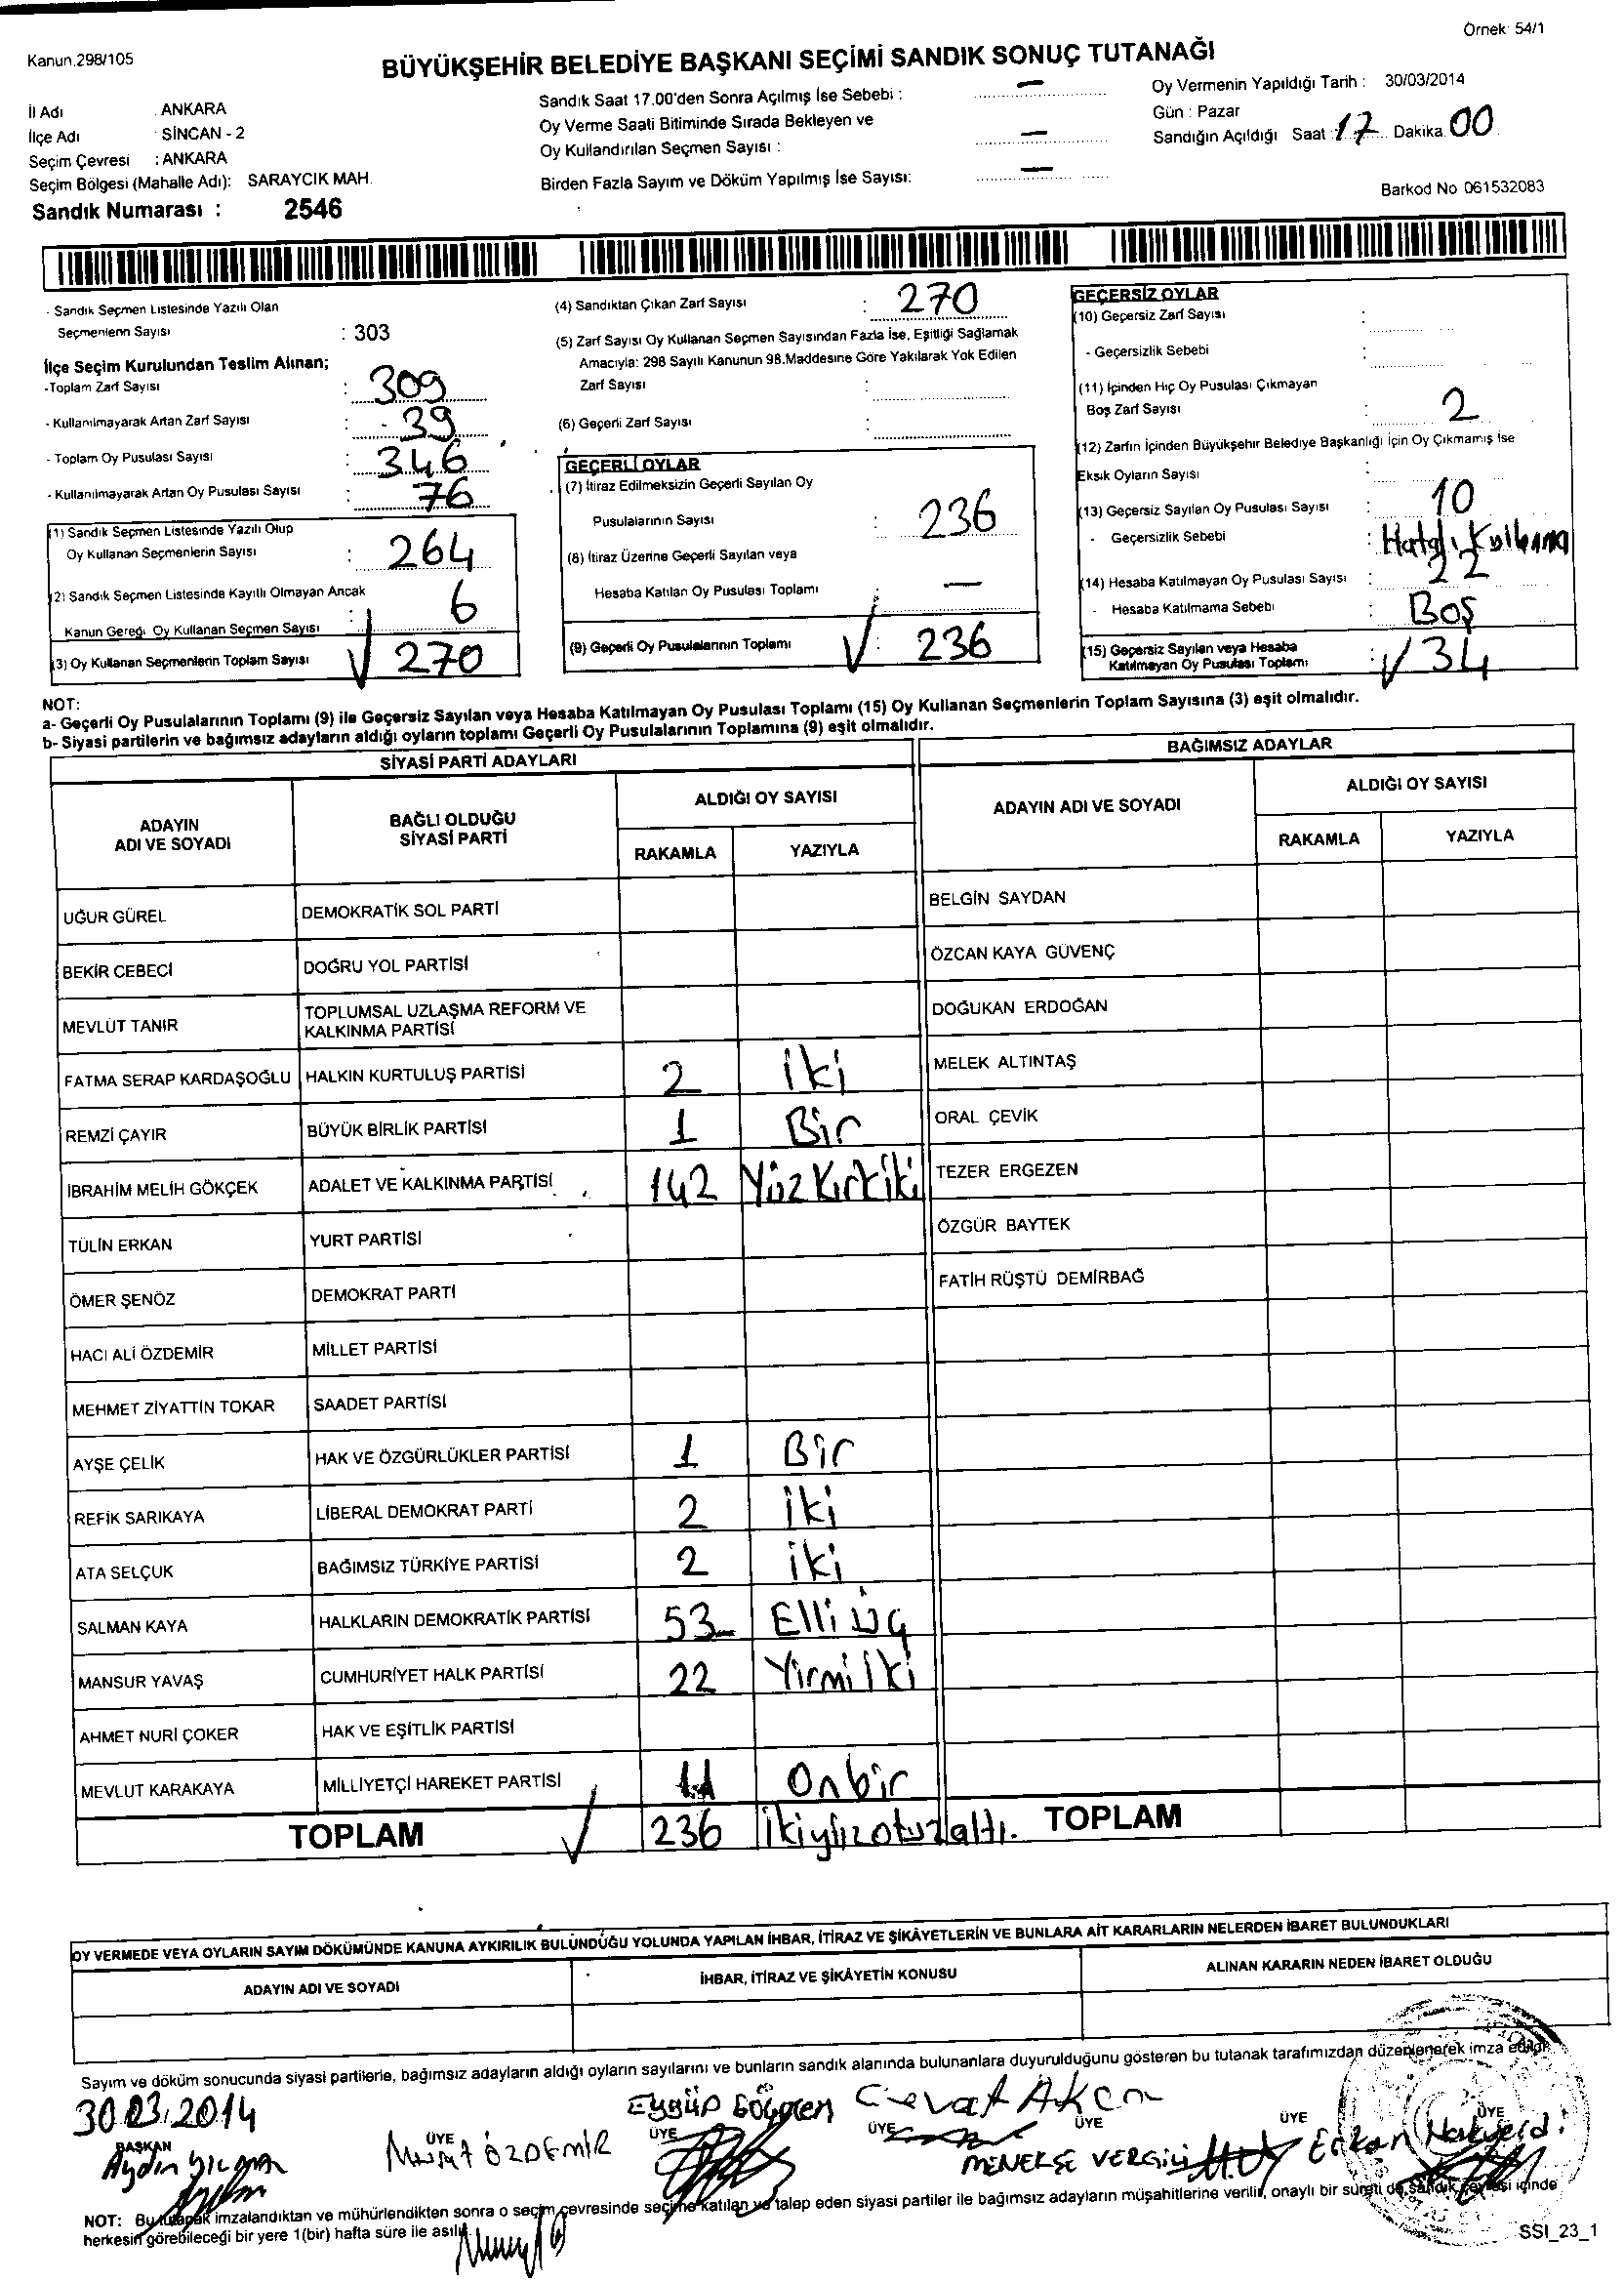 Örnek: 54/1
Kanun.298/105
BÜYÜKŞEHİR BELEDİYE BAŞKANI SEÇİMİ SANDIK SONUÇ TUTANAĞI
İl Adı ANKARA
İlçe Adı SİNCAN - 2
Seçim Çevresi : ANKARA
Seçim Bölgesi (Mahalle Adı): SARAYCIK MAH.
Sandık Numarası : 2546
Sandık Saat 17.00'den Sonra Açılmış İse Sebebi : —
Oy Verme Saati Bitiminde Sırada Bekleyen ve
Oy Kullandırılan Seçmen Sayısı : —
Birden Fazla Sayım ve Döküm Yapılmış İse Sayısı: —
Oy Vermenin Yapıldığı Tarih : 30/03/2014
Gün : Pazar
Sandığın Açıldığı Saat 17 Dakika 00
Barkod No 061532083
- Sandık Seçmen Listesinde Yazılı Olan
Seçmenlerin Sayısı : 303
İlçe Seçim Kurulundan Teslim Alınan;
-Toplam Zarf Sayısı : 309
- Kullanılmayarak Artan Zarf Sayısı : 39
- Toplam Oy Pusulası Sayısı : 346
- Kullanılmayarak Artan Oy Pusulası Sayısı : 76
(1) Sandık Seçmen Listesinde Yazılı Olup
Oy Kullanan Seçmenlerin Sayısı : 264
(2) Sandık Seçmen Listesinde Kayıtlı Olmayan Ancak
Kanun Gereği Oy Kullanan Seçmen Sayısı : 6
(3) Oy Kullanan Seçmenlerin Toplam Sayısı 270
(4) Sandıktan Çıkan Zarf Sayısı : 270
(5) Zarf Sayısı Oy Kullanan Seçmen Sayısından Fazla İse, Eşitliği Sağlamak
Amacıyla: 298 Sayılı Kanunun 98.Maddesine Göre Yakılarak Yok Edilen
Zarf Sayısı :
(6) Geçerli Zarf Sayısı :
GEÇERLİ OYLAR
(7) İtiraz Edilmeksizin Geçerli Sayılan Oy
Pusulalarının Sayısı : 236
(8) İtiraz Üzerine Geçerli Sayılan veya
Hesaba Katılan Oy Pusulası Toplamı : —
(9) Geçerli Oy Pusulalarının Toplamı : 236
GEÇERSİZ OYLAR
(10) Geçersiz Zarf Sayısı :
- Geçersizlik Sebebi :
(11) İçinden Hiç Oy Pusulası Çıkmayan
Boş Zarf Sayısı : 2
(12) Zarfın İçinden Büyükşehir Belediye Başkanlığı İçin Oy Çıkmamış İse
Eksik Oyların Sayısı :
(13) Geçersiz Sayılan Oy Pusulası Sayısı : 10
- Geçersizlik Sebebi :
(14) Hesaba Katılmayan Oy Pusulası Sayısı : 22
- Hesaba Katılmama Sebebi : Boş
(15) Geçersiz Sayılan veya Hesaba
Katılmayan Oy Pusulası Toplamı : 34
NOT:
a- Geçerli Oy Pusulalarının Toplamı (9) ile Geçersiz Sayılan veya Hesaba Katılmayan Oy Pusulası Toplamı (15) Oy Kullanan Seçmenlerin Toplam Sayısına (3) eşit olmalıdır.
b- Siyasi partilerin ve bağımsız adayların aldığı oyların toplamı Geçerli Oy Pusulalarının Toplamına (9) eşit olmalıdır.
SİYASİ PARTİ ADAYLARI
ADAYIN
ADI VE SOYADI
BAĞLI OLDUĞU
SİYASİ PARTİ
ALDIĞI OY SAYISI
RAKAMLA YAZIYLA
UĞUR GÜREL DEMOKRATİK SOL PARTİ
BEKİR CEBECİ DOĞRU YOL PARTİSİ
MEVLÜT TANIR TOPLUMSAL UZLAŞMA REFORM VE
KALKINMA PARTİSİ
FATMA SERAP KARDAŞOĞLU HALKIN KURTULUŞ PARTİSİ 2 iki
REMZİ ÇAYIR BÜYÜK BİRLİK PARTİSİ 1 Bir
İBRAHİM MELİH GÖKÇEK ADALET VE KALKINMA PARTİSİ 142 Yüz Kırkiki
TÜLİN ERKAN YURT PARTİSİ
ÖMER ŞENÖZ DEMOKRAT PARTİ
HACI ALİ ÖZDEMİR MİLLET PARTİSİ
MEHMET ZİYATTİN TOKAR SAADET PARTİSİ
AYŞE ÇELİK HAK VE ÖZGÜRLÜKLER PARTİSİ 1 Bir
REFİK SARIKAYA LİBERAL DEMOKRAT PARTİ 2 iki
ATA SELÇUK BAĞIMSIZ TÜRKİYE PARTİSİ 2 iki
SALMAN KAYA HALKLARIN DEMOKRATİK PARTİSİ 53 Elli üç
MANSUR YAVAŞ CUMHURİYET HALK PARTİSİ 22 Yirmi İki
AHMET NURİ ÇOKER HAK VE EŞİTLİK PARTİSİ
MEVLUT KARAKAYA MİLLİYETÇİ HAREKET PARTİSİ 11 Onbir
TOPLAM 236 ikiyüzotuzaltı.
BAĞIMSIZ ADAYLAR
ADAYIN ADI VE SOYADI
ALDIĞI OY SAYISI
RAKAMLA YAZIYLA
BELGİN SAYDAN
ÖZCAN KAYA GÜVENÇ
DOĞUKAN ERDOĞAN
MELEK ALTINTAŞ
ORAL ÇEVİK
TEZER ERGEZEN
ÖZGÜR BAYTEK
FATİH RÜŞTÜ DEMİRBAĞ
TOPLAM
OY VERMEDE VEYA OYLARIN SAYIM DÖKÜMÜNDE KANUNA AYKIRILIK BULUNDUĞU YOLUNDA YAPILAN İHBAR, İTİRAZ VE ŞİKÂYETLERİN VE BUNLARA AİT KARARLARIN NELERDEN İBARET BULUNDUKLARI
ADAYIN ADI VE SOYADI İHBAR, İTİRAZ VE ŞİKÂYETİN KONUSU ALINAN KARARIN NEDEN İBARET OLDUĞU
Sayım ve döküm sonucunda siyasi partilerle, bağımsız adayların aldığı oyların sayılarını ve bunların sandık alanında bulunanlara duyurulduğunu gösteren bu tutanak tarafımızdan düzenlenerek imza edildi.
30.03.2014 Cevat
BAŞKAN ÜYE ÜYE ÜYE ÜYE ÜYE ÜYE
Aydın ÖZDEMİR MENEKŞE VERGİLİ Erkan
NOT: Bu tutanak imzalandıktan ve mühürlendikten sonra o seçim çevresinde seçime katılan ve talep eden siyasi partiler ile bağımsız adayların müşahitlerine verilir, onaylı bir sureti de sandık çevresi içinde
herkesin görebileceği bir yere 1(bir) hafta süre ile asılır.
SSI_23_1